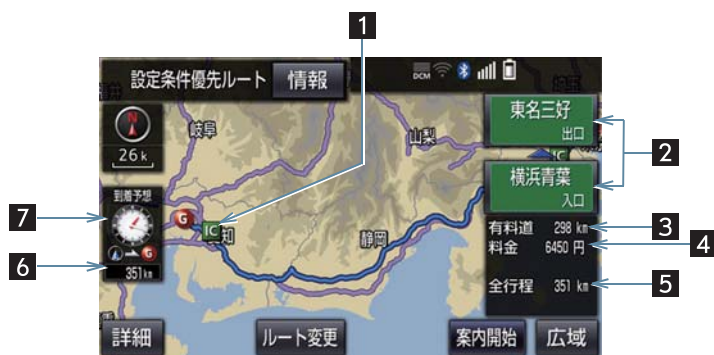 1
設定条件優先ルート 情報
DCM
岐阜
山梨
東名三好
出口
2
26k
IC
横浜青葉
入口
到着予想
7
G
IC
知
静岡
有料道 298 km
3
料金 6450 円
4
G
6
351km
全行程 351 km
5
詳細 ルート変更 案内開始 広域